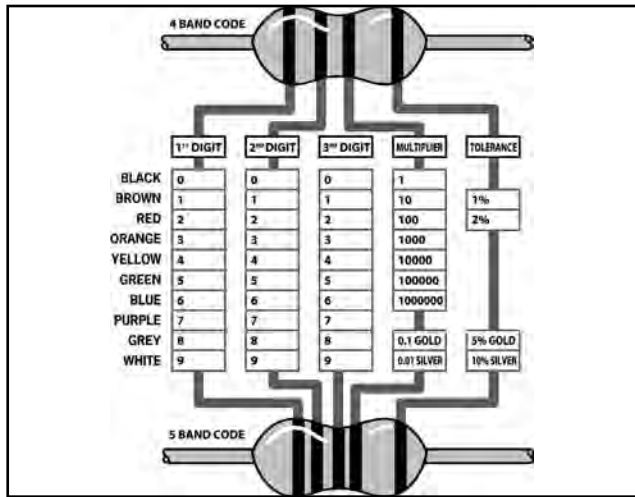 4 BAND CODE
1ST DIGIT 2ND DIGIT 3RD DIGIT MULTIPLIER TOLERANCE
BLACK 0 0 0 1
BROWN 1 1 1 10 1%
RED 2 2 2 100 2%
ORANGE 3 3 3 1000
YELLOW 4 4 4 10000
GREEN 5 5 5 100000
BLUE 6 6 6 1000000
PURPLE 7 7 7
GREY 8 8 8 0.1 GOLD 5% GOLD
WHITE 9 9 9 0.01 SILVER 10% SILVER
5 BAND CODE